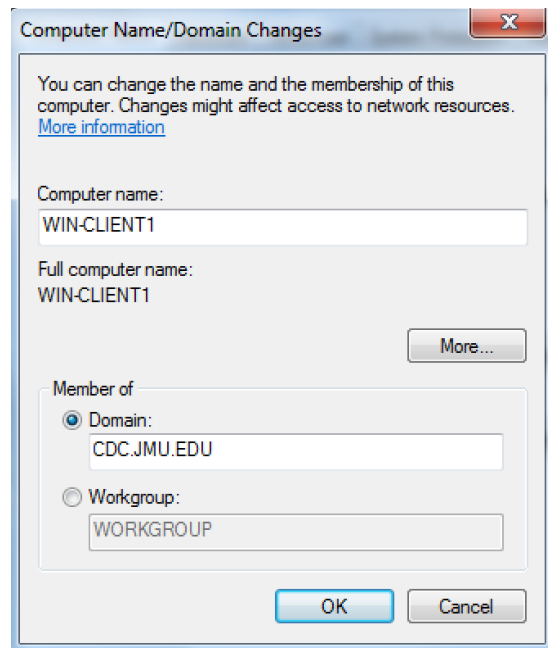 Computer Name/Domain Changes
X
You can change the name and the membership of this
computer. Changes might affect access to network resources.
More information
Computer name:
WIN-CLIENT1
Full computer name:
WIN-CLIENT1
More...
Member of
Domain:
CDC.JMU.EDU
Workgroup:
WORKGROUP
OK Cancel